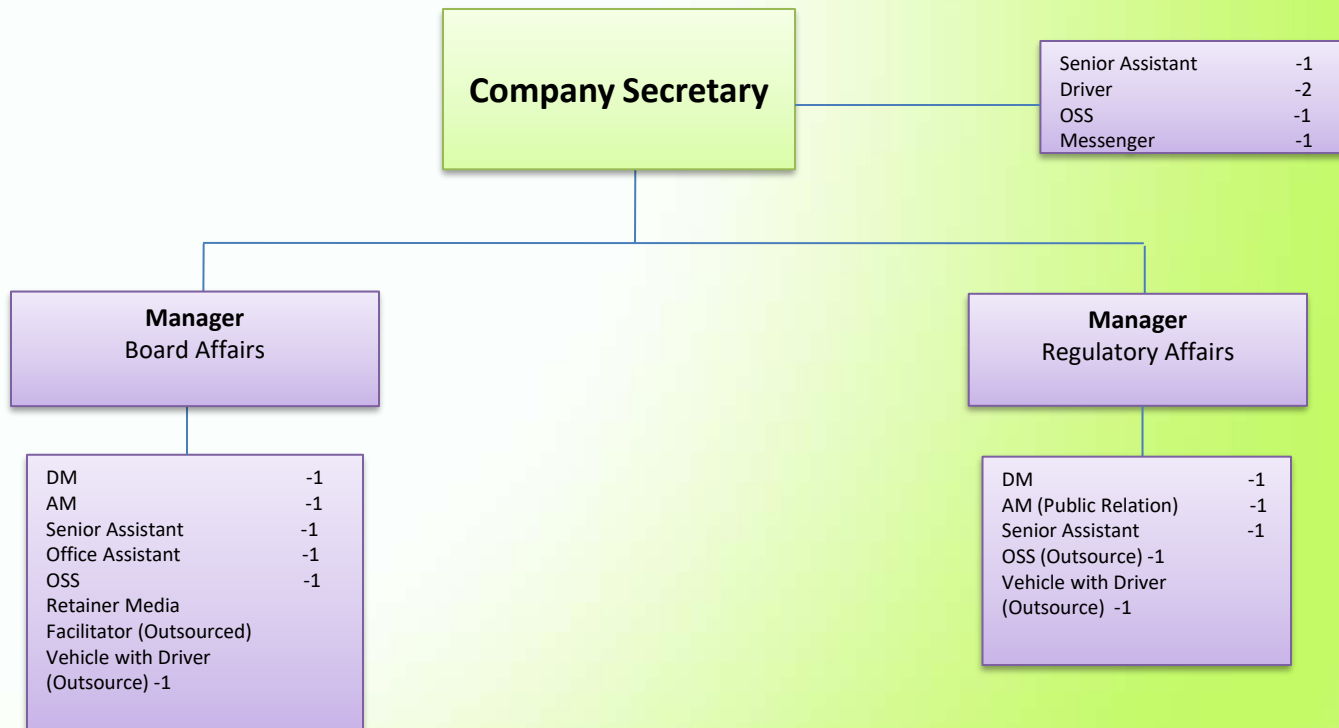 Company Secretary
Senior Assistant -1
Driver -2
OSS -1
Messenger -1
Manager
Board Affairs
Manager
Regulatory Affairs
DM -1
AM -1
Senior Assistant -1
Office Assistant -1
OSS -1
Retainer Media
Facilitator (Outsourced)
Vehicle with Driver
(Outsource) -1
DM -1
AM (Public Relation) -1
Senior Assistant -1
OSS (Outsource) -1
Vehicle with Driver
(Outsource) -1